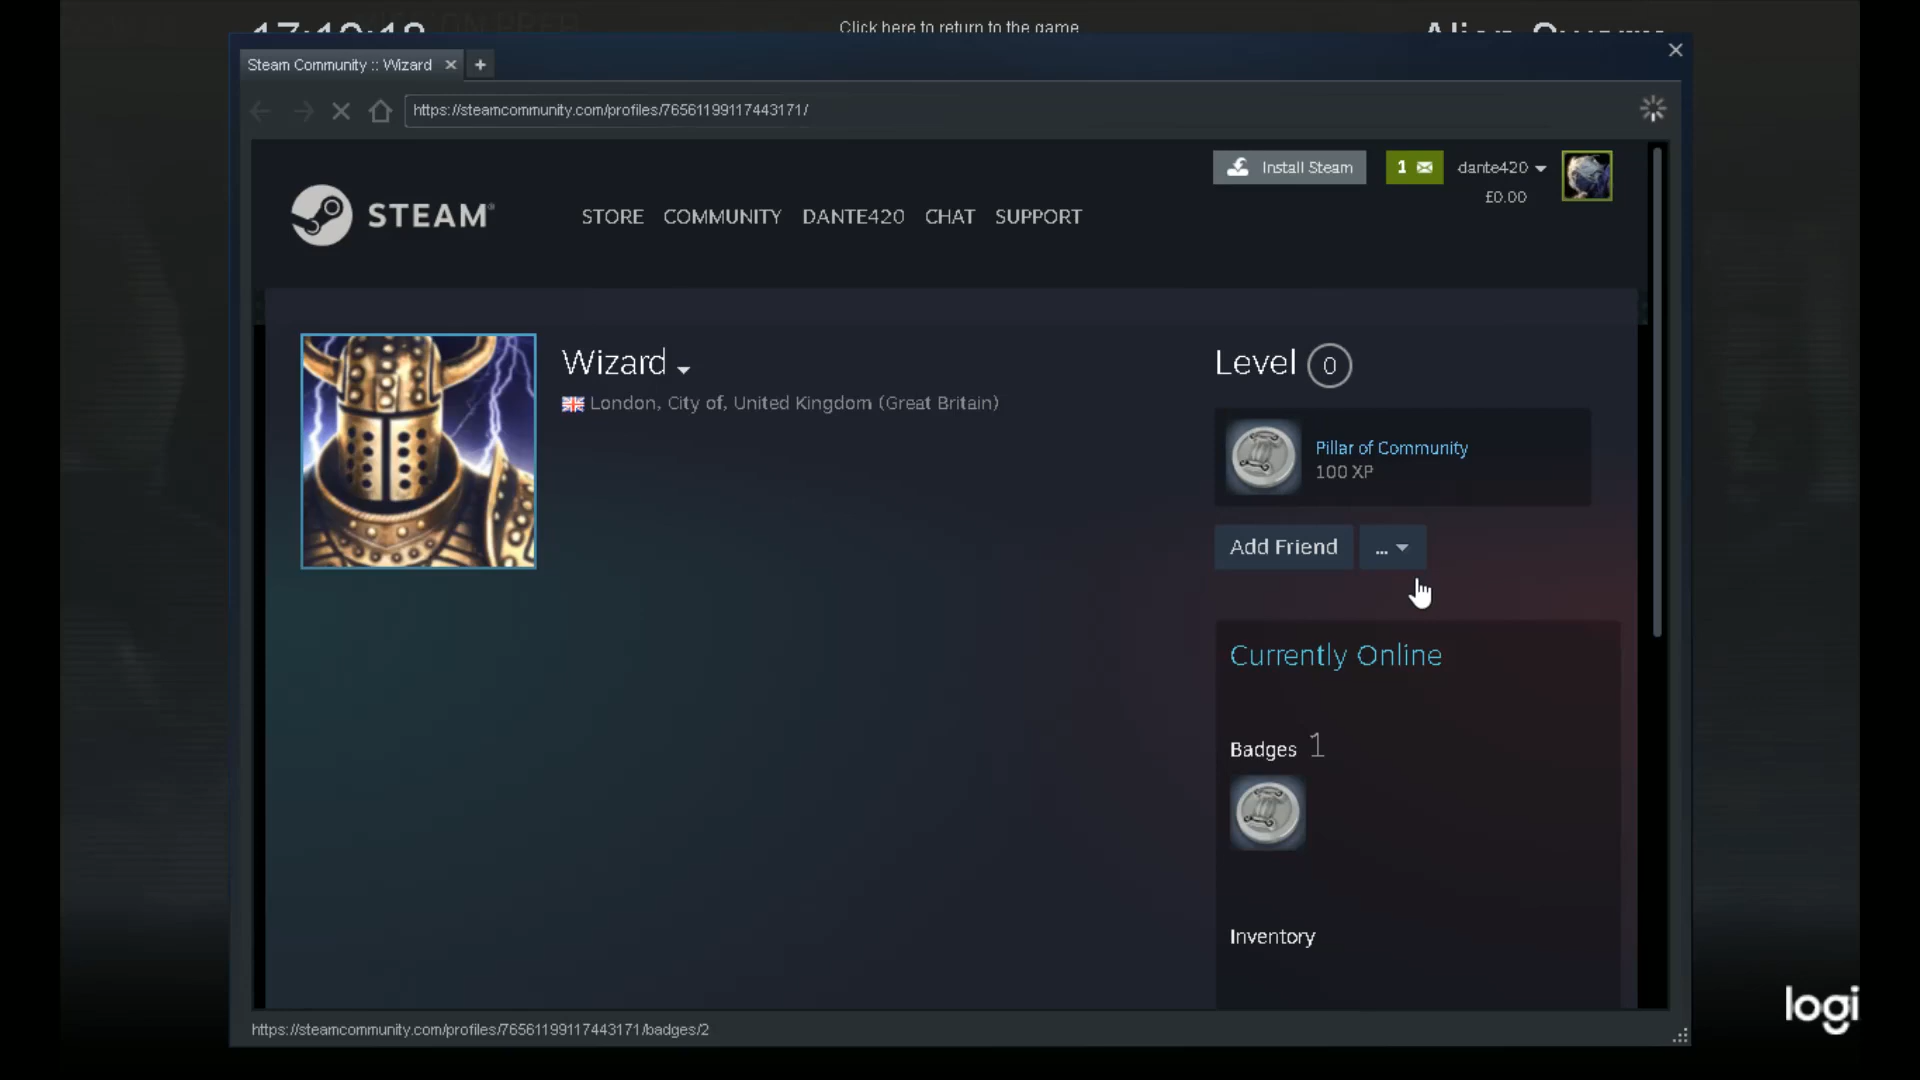 Click here to return to the game
Steam Community :: Wizard
https://steamcommunity.com/profiles/76561199117443171/
Install Steam
1
dante420
£0.00
STEAM®
STORE COMMUNITY DANTE420 CHAT SUPPORT
Wizard
London, City of, United Kingdom (Great Britain)
Level 0
Pillar of Community
100 XP
Add Friend
...
Currently Online
Badges 1
Inventory
https://steamcommunity.com/profiles/76561199117443171/badges/2
logi